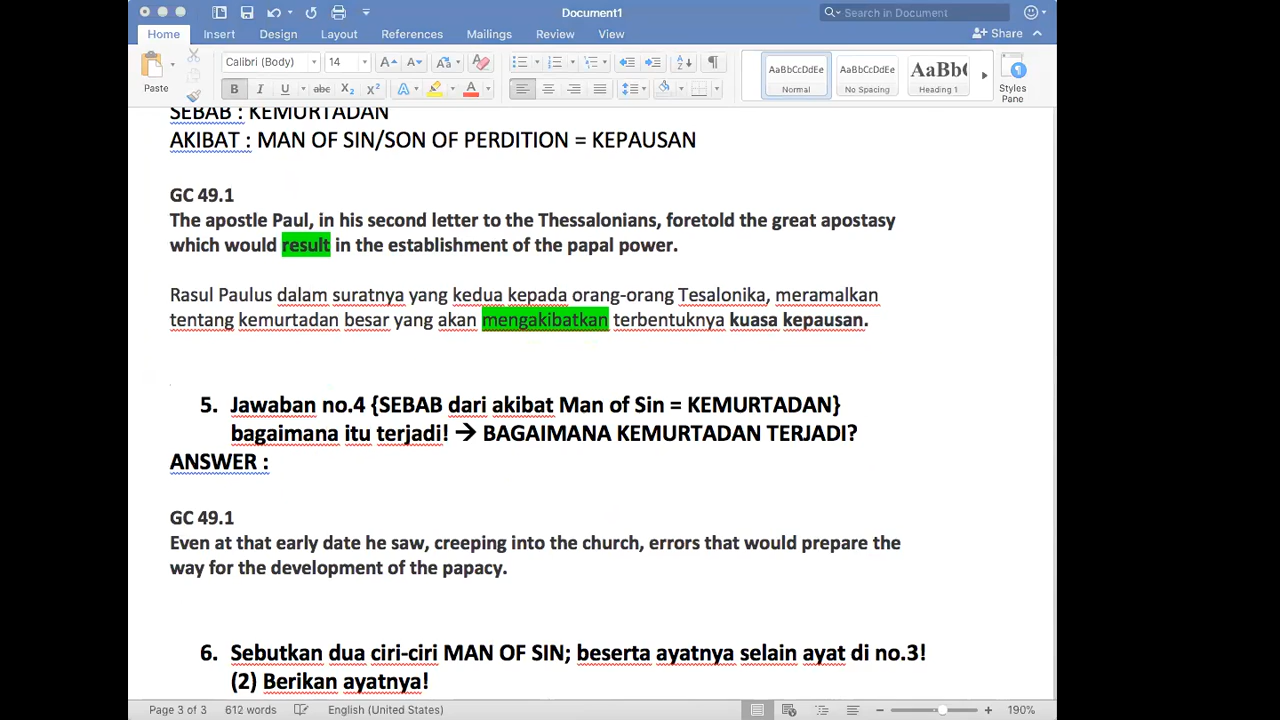 Document1
Search in Document
Home Insert Design Layout References Mailings Review View
Share
Paste
Calibri (Body) 14
AaBbCcDdEe AaBbCcDdEe AaBbC
Normal No Spacing Heading 1
Styles Pane
SEBAB : KEMURTADAN
AKIBAT : MAN OF SIN/SON OF PERDITION = KEPAUSAN
GC 49.1
The apostle Paul, in his second letter to the Thessalonians, foretold the great apostasy
which would result in the establishment of the papal power.
Rasul Paulus dalam suratnya yang kedua kepada orang-orang Tesalonika, meramalkan
tentang kemurtadan besar yang akan mengakibatkan terbentuknya kuasa kepausan.
5. Jawaban no.4 {SEBAB dari akibat Man of Sin = KEMURTADAN}
bagaimana itu terjadi! → BAGAIMANA KEMURTADAN TERJADI?
ANSWER :
GC 49.1
Even at that early date he saw, creeping into the church, errors that would prepare the
way for the development of the papacy.
6. Sebutkan dua ciri-ciri MAN OF SIN; beserta ayatnya selain ayat di no.3!
(2) Berikan ayatnya!
Page 3 of 3 612 words English (United States) 190%